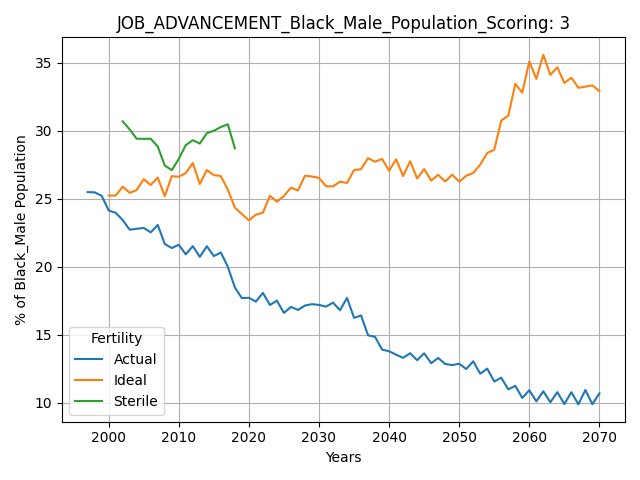 JOB_ADVANCEMENT_Black_Male_Population_Scoring: 3
% of Black_Male Population
35
30
25
20
15
10
Fertility
Actual
Ideal
Sterile
2000 2010 2020 2030 2040 2050 2060 2070
Years